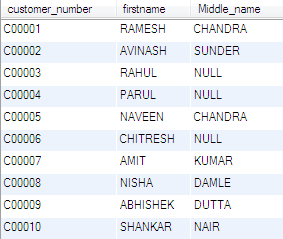 customer_number firstname Middle_name
C00001 RAMESH CHANDRA
C00002 AVINASH SUNDER
C00003 RAHUL NULL
C00004 PARUL NULL
C00005 NAVEEN CHANDRA
C00006 CHITRESH NULL
C00007 AMIT KUMAR
C00008 NISHA DAMLE
C00009 ABHISHEK DUTTA
C00010 SHANKAR NAIR